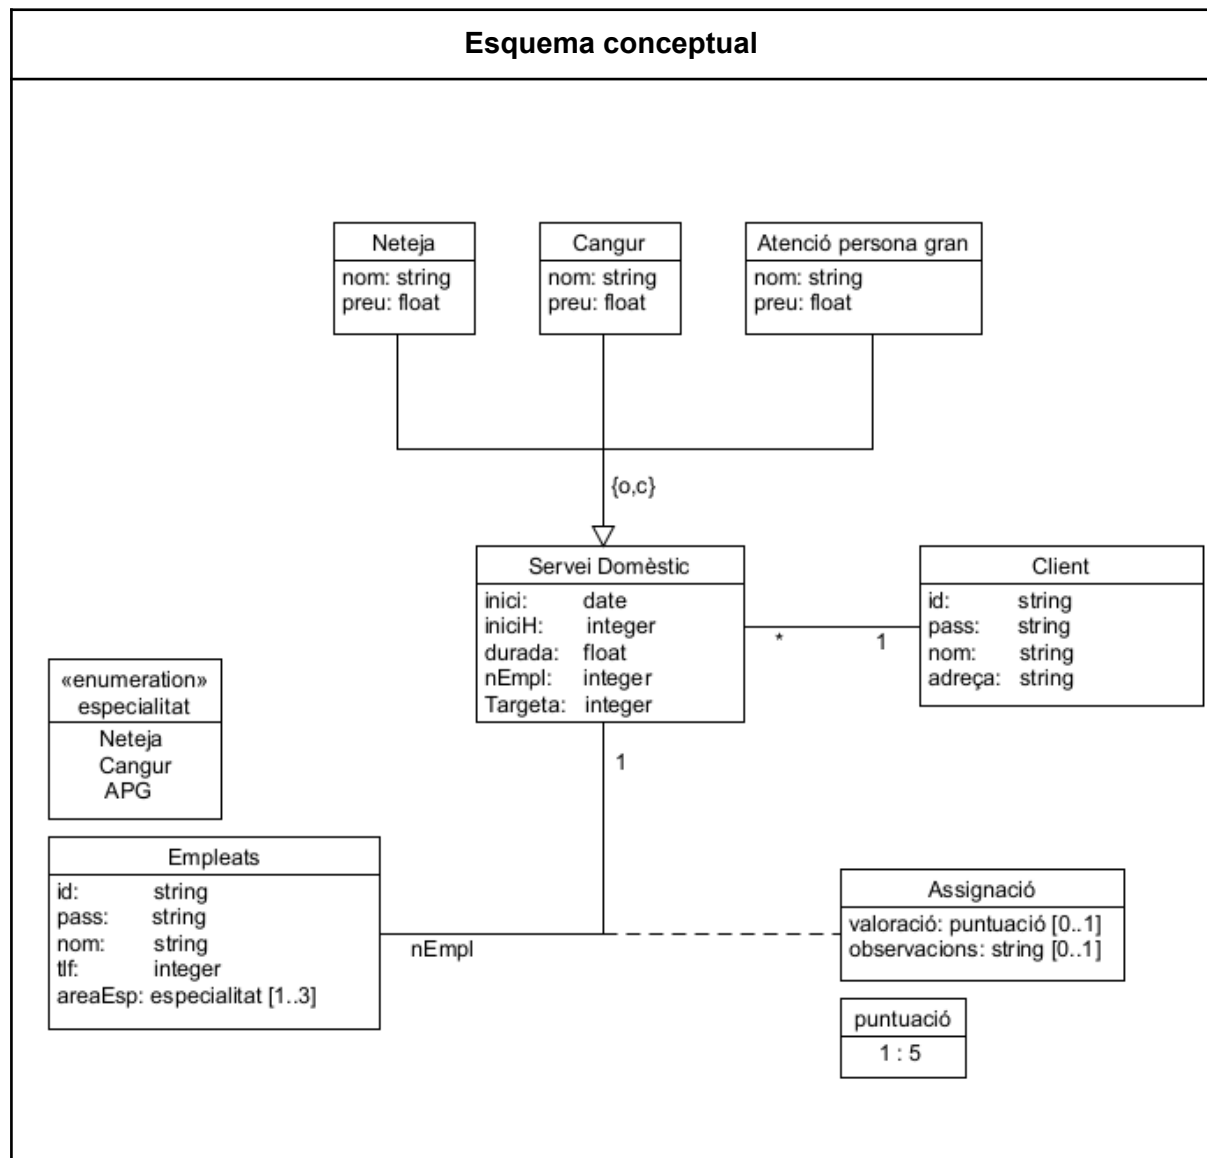 Esquema conceptual
Neteja
nom: string
preu: float
Cangur
nom: string
preu: float
Atenció persona gran
nom: string
preu: float
{o,c}
Servei Domèstic
inici: date
iniciH: integer
durada: float
nEmpl: integer
Targeta: integer
*
1
Client
id: string
pass: string
nom: string
adreça: string
«enumeration»
especialitat
Neteja
Cangur
APG
1
Empleats
id: string
pass: string
nom: string
tlf: integer
areaEsp: especialitat [1..3]
nEmpl
Assignació
valoració: puntuació [0..1]
observacions: string [0..1]
puntuació
1 : 5